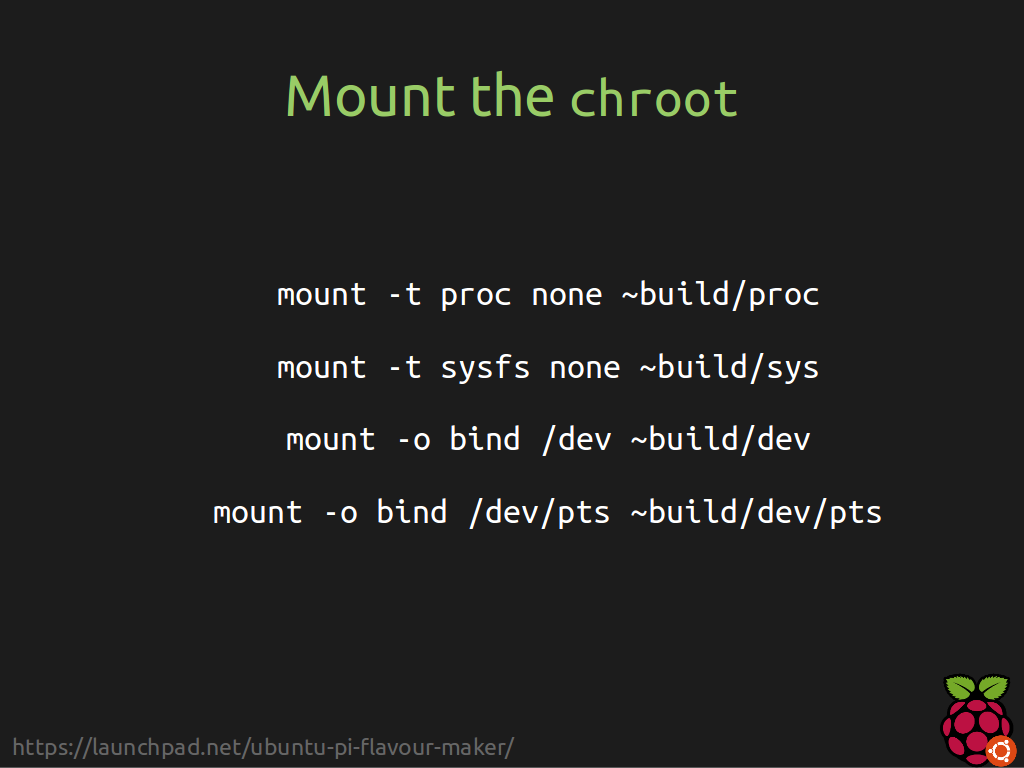 Mount the chroot
mount -t proc none ~build/proc
mount -t sysfs none ~build/sys
mount -o bind /dev ~build/dev
mount -o bind /dev/pts ~build/dev/pts
https://launchpad.net/ubuntu-pi-flavour-maker/